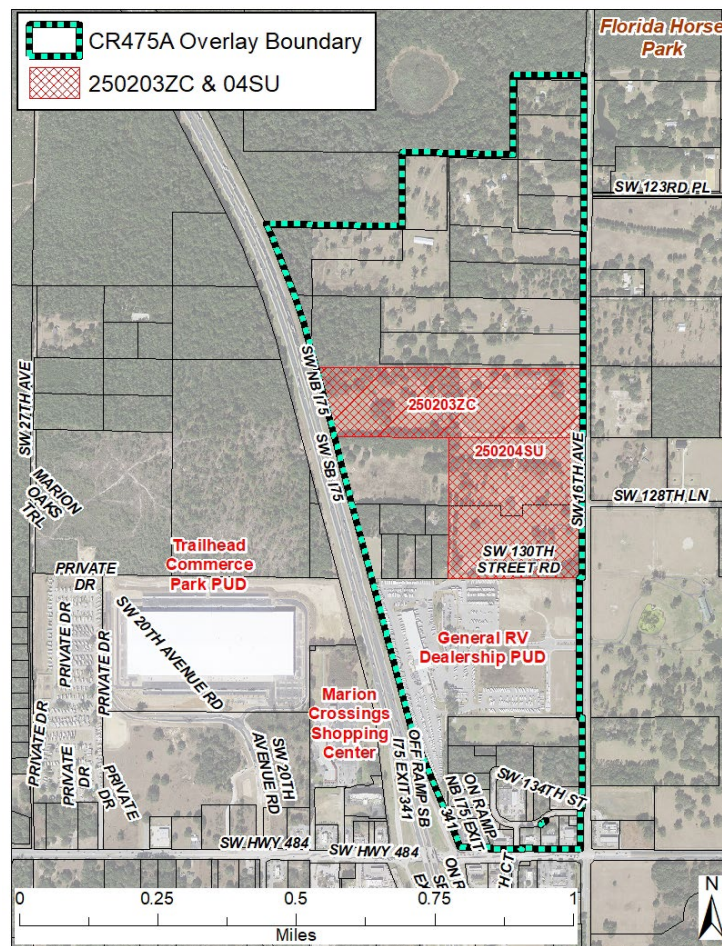 CR475A Overlay Boundary
250203ZC & 04SU
Florida Horse
Park
SW 123RD PL
SW 27TH AVE
SW NB I75
SW SB I75
250203ZC
250204SU
SW 16TH AVE
SW 128TH LN
MARION
OAKS
TRL
SW 130TH
STREET RD
Trailhead
Commerce
Park PUD
PRIVATE
DR
PRIVATE DR
PRIVATE DR
PRIVATE DR
SW 20TH AVENUE RD
General RV
Dealership PUD
Marion
Crossings
Shopping
Center
PRIVATE
DR
PRIVATE
DR
SW 20TH
AVENUE RD
OFF RAMP SB
I75 EXIT 341
ON RAMP
NB I75 EXIT
341
SW 134TH ST
SW HWY 484
SW HWY 484
H CT
0
0.25
0.5
0.75
1
Miles
N